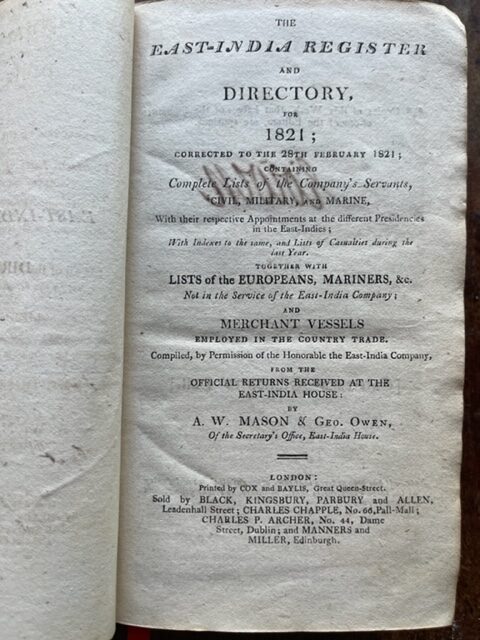 THE
EAST-INDIA REGISTER
AND
DIRECTORY,
FOR
1821;
CORRECTED TO THE 28TH FEBRUARY 1821;
CONTAINING
Complete Lists of the Company's Servants,
CIVIL, MILITARY, AND MARINE,
With their respective Appointments at the different Presidencies
in the East-Indies;
With Indexes to the same, and Lists of Casualties during the
last Year.
TOGETHER WITH
LISTS of the EUROPEANS, MARINERS, &c.
Not in the Service of the East-India Company;
AND
MERCHANT VESSELS
EMPLOYED IN THE COUNTRY TRADE.
Compiled, by Permission of the Honorable the East-India Company,
FROM THE
OFFICIAL RETURNS RECEIVED AT THE
EAST-INDIA HOUSE:
BY
A. W. MASON & GEO. OWEN,
Of the Secretary's Office, East-India House.
LONDON:
Printed by COX and BAYLIS, Great Queen-Street.
Sold by BLACK, KINGSBURY, PARBURY and ALLEN,
Leadenhall Street; CHARLES CHAPPLE, No. 66, Pall-Mall;
CHARLES P. ARCHER, No. 44, Dame
Street, Dublin; and MANNERS and
MILLER, Edinburgh.